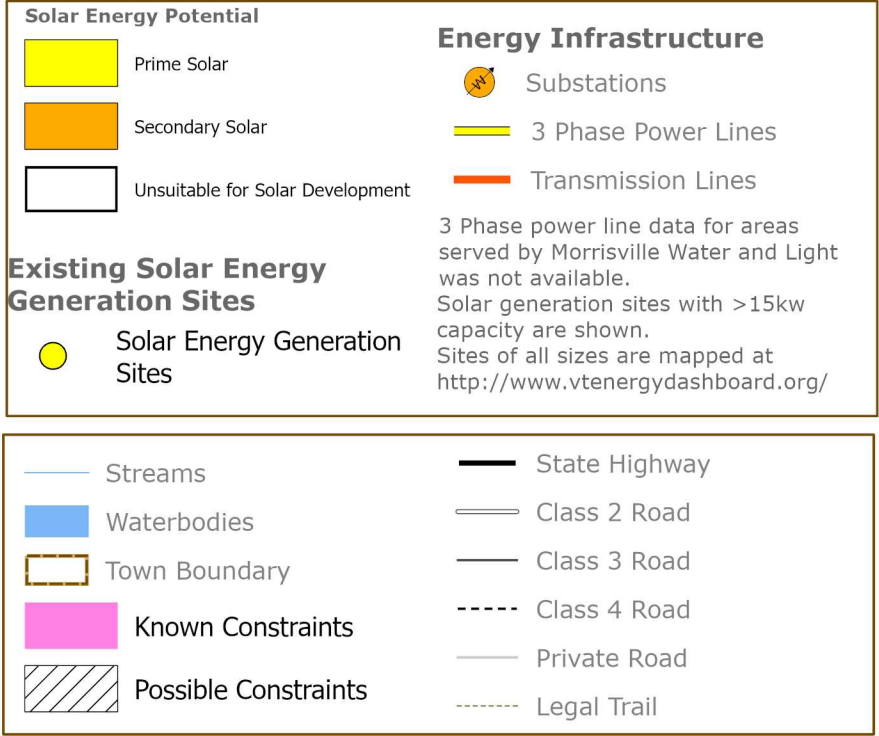 Solar Energy Potential
Prime Solar
Secondary Solar
Unsuitable for Solar Development
Existing Solar Energy
Generation Sites
Solar Energy Generation
Sites
Energy Infrastructure
W
Substations
3 Phase Power Lines
Transmission Lines
3 Phase power line data for areas
served by Morrisville Water and Light
was not available.
Solar generation sites with >15kw
capacity are shown.
Sites of all sizes are mapped at
http://www.vtenergydashboard.org/
Streams
Waterbodies
Town Boundary
Known Constraints
Possible Constraints
State Highway
Class 2 Road
Class 3 Road
Class 4 Road
Private Road
Legal Trail